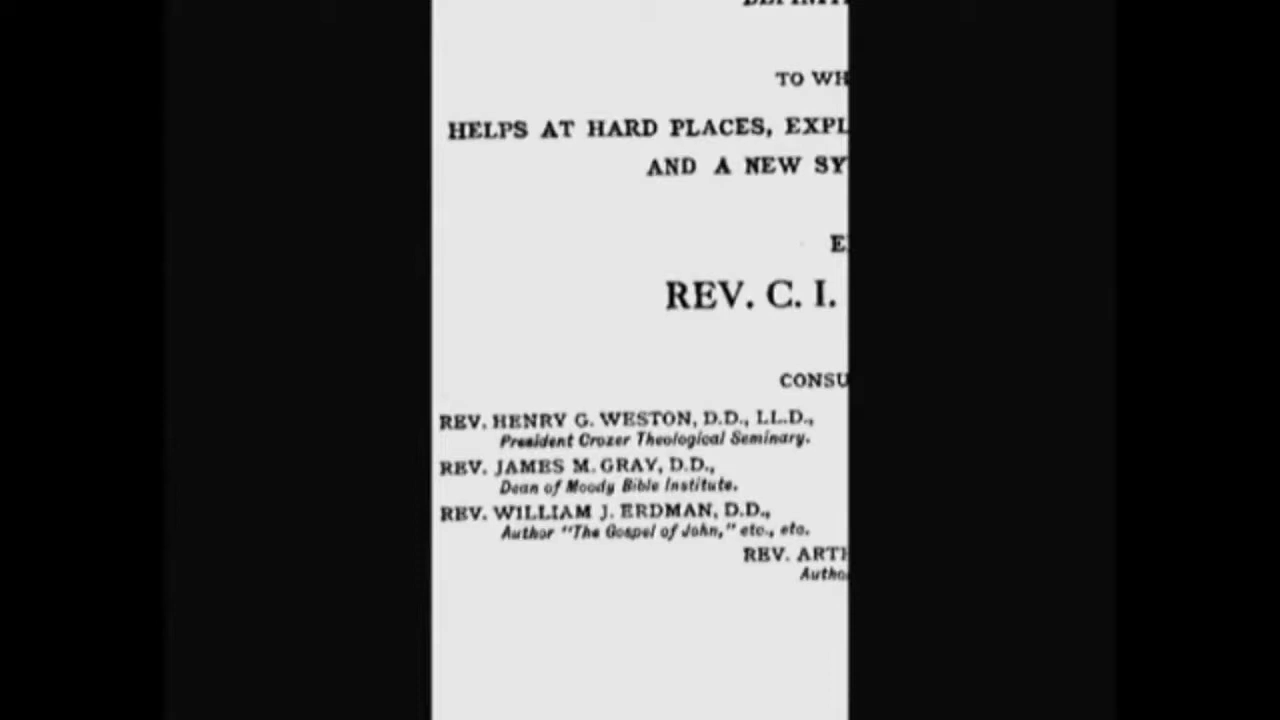 TO WH
HELPS AT HARD PLACES, EXPL
AND A NEW SY
E
REV. C. I.
CONSU
REV. HENRY G. WESTON, D.D., LL.D.,
President Crozer Theological Seminary.
REV. JAMES M. GRAY, D.D.,
Dean of Moody Bible Institute.
REV. WILLIAM J. ERDMAN, D.D.,
Author "The Gospel of John," etc., etc.
REV. ARTH
Autho